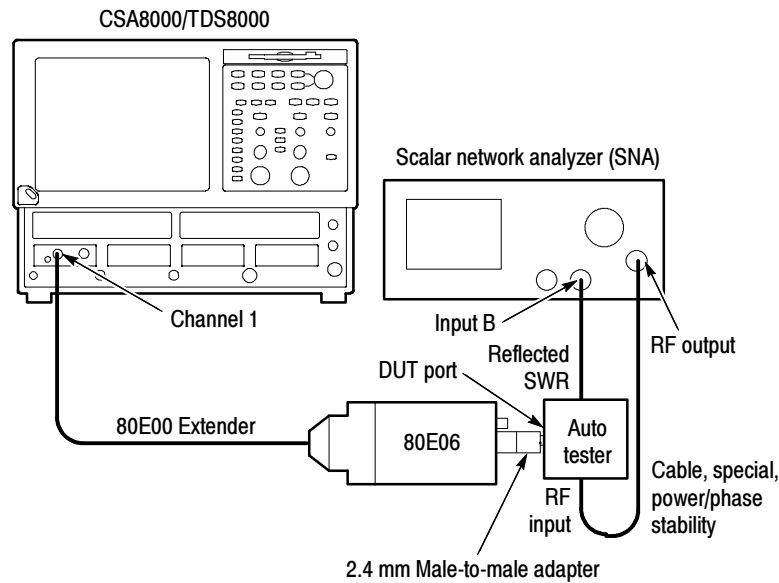 CSA8000/TDS8000
Scalar network analyzer (SNA)
Channel 1
Input B
RF output
Reflected
SWR
DUT port
80E00 Extender
80E06
Auto
tester
RF
input
Cable, special,
power/phase
stability
2.4 mm Male-to-male adapter